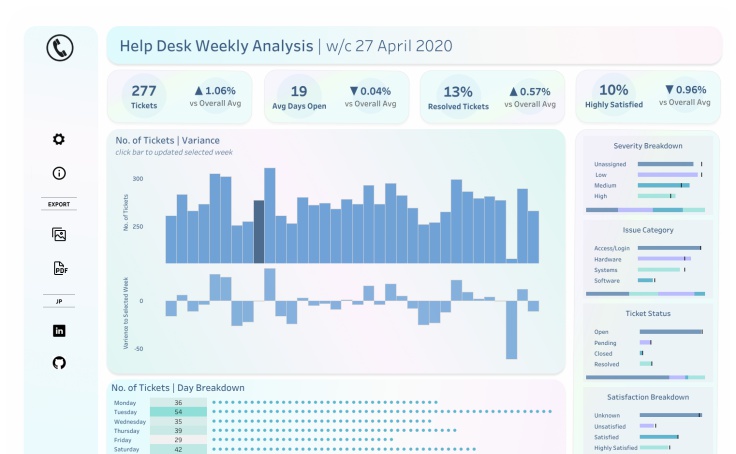 Help Desk Weekly Analysis | w/c 27 April 2020
277
Tickets
▲ 1.06%
vs Overall Avg
19
Avg Days Open
▼ 0.04%
vs Overall Avg
13%
Resolved Tickets
▲ 0.57%
vs Overall Avg
10%
Highly Satisfied
▼ 0.96%
vs Overall Avg
EXPORT
PDF
JP
in
No. of Tickets | Variance
click bar to updated selected week
No. of Tickets
300
250
Variance to Selected Week
0
-50
No. of Tickets | Day Breakdown
Monday 36
Tuesday 54
Wednesday 35
Thursday 39
Friday 29
Saturday 42
Severity Breakdown
Unassigned
Low
Medium
High
Issue Category
Access/Login
Hardware
Systems
Software
Ticket Status
Open
Pending
Closed
Resolved
Satisfaction Breakdown
Unknown
Unsatisfied
Satisfied
Highly Satisfied